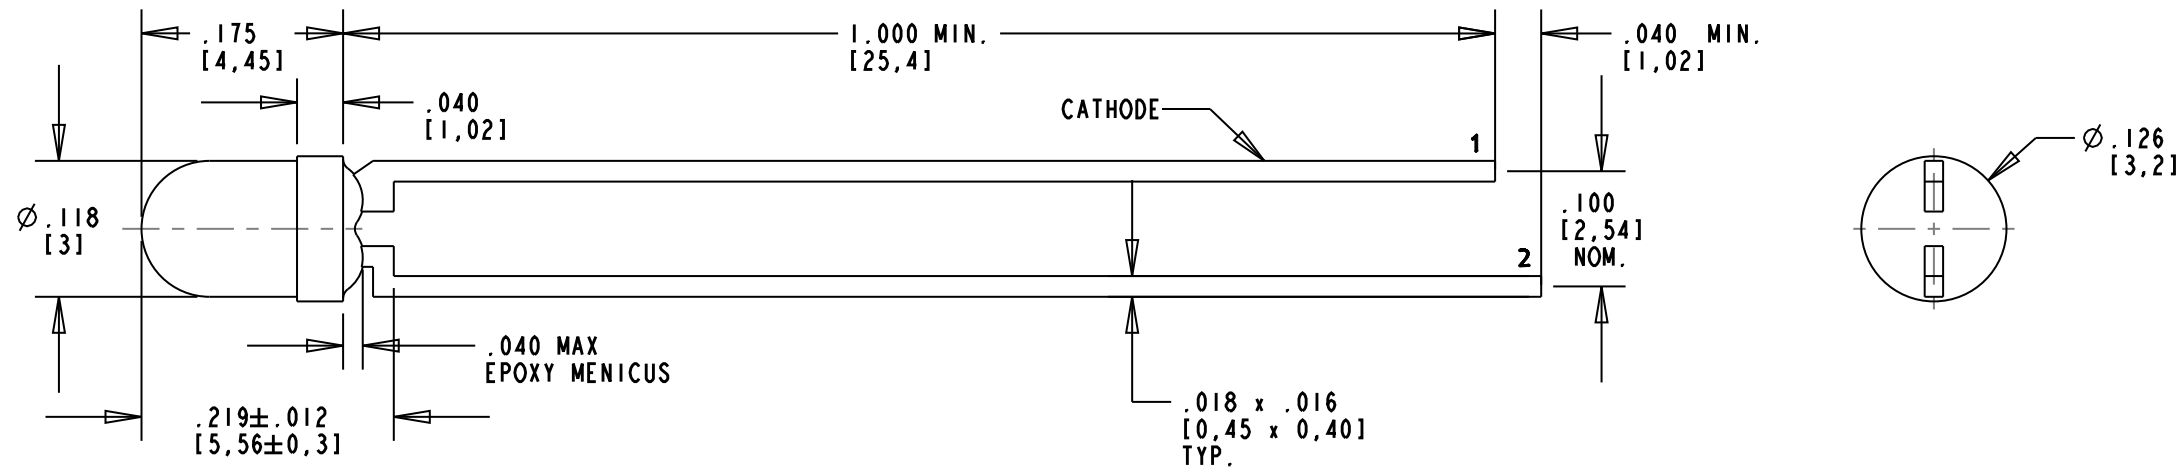 .175
[4,45]
1.000 MIN.
[25,4]
.040 MIN.
[1,02]
.040
[1,02]
CATHODE
1
Ø .126
[3,2]
Ø .118
[3]
.100
[2,54]
NOM.
2
.040 MAX
EPOXY MENICUS
.219±.012
[5,56±0,3]
.018 x .016
[0,45 x 0,40]
TYP.